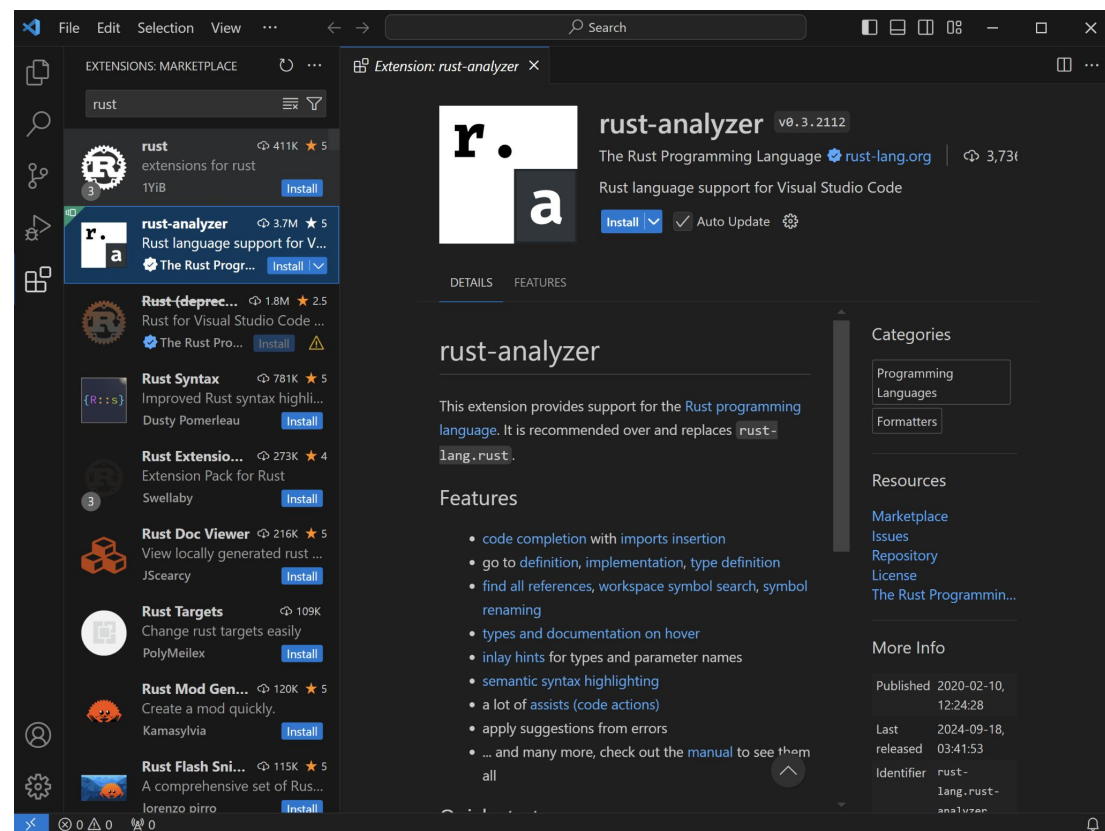 File Edit Selection View ···
Search
EXTENSIONS: MARKETPLACE
rust
rust 411K ★ 5
extensions for rust
1YiB Install
3
r. a
rust-analyzer 3.7M ★ 5
Rust language support for V...
The Rust Progr... Install
Rust (deprec... 1.8M ★ 2.5
Rust for Visual Studio Code ...
The Rust Pro... Install
{R::s}
Rust Syntax 781K ★ 5
Improved Rust syntax highli...
Dusty Pomerleau Install
Rust Extensio... 273K ★ 4
Extension Pack for Rust
Swellaby Install
3
Rust Doc Viewer 216K ★ 5
View locally generated rust ...
JScearcy Install
Rust Targets 109K
Change rust targets easily
PolyMeilex Install
Rust Mod Gen... 120K ★ 5
Create a mod quickly.
Kamasylvia Install
Rust Flash Sni... 115K ★ 5
A comprehensive set of Rus...
lorenzo pirro Install
Extension: rust-analyzer
r.
a
rust-analyzer v0.3.2112
The Rust Programming Language rust-lang.org 3,736
Rust language support for Visual Studio Code
Install Auto Update
DETAILS FEATURES
rust-analyzer
This extension provides support for the Rust programming
language. It is recommended over and replaces rust-
lang.rust.
Features
• code completion with imports insertion
• go to definition, implementation, type definition
• find all references, workspace symbol search, symbol
renaming
• types and documentation on hover
• inlay hints for types and parameter names
• semantic syntax highlighting
• a lot of assists (code actions)
• apply suggestions from errors
• ... and many more, check out the manual to see them
all
Categories
Programming
Languages
Formatters
Resources
Marketplace
Issues
Repository
License
The Rust Programmin...
More Info
Published 2020-02-10,
12:24:28
Last 2024-09-18,
released 03:41:53
Identifier rust-
lang.rust-
analyzer
0 0 0